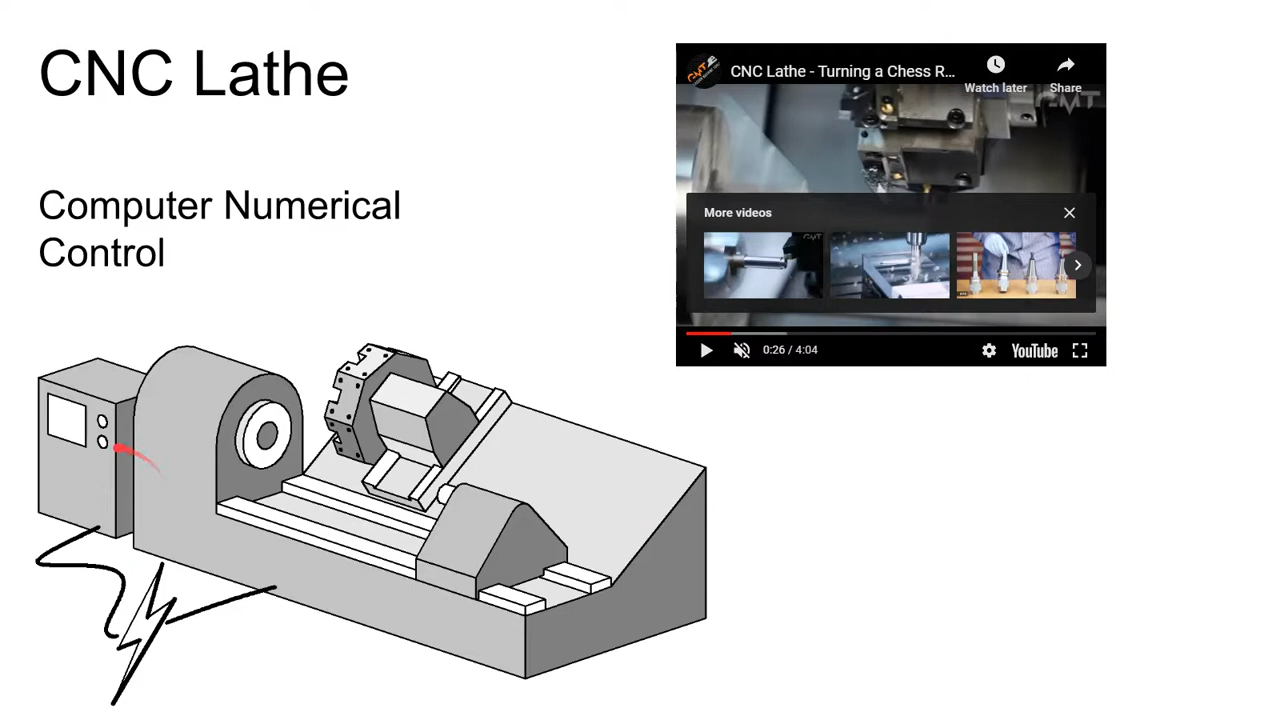 CNC Lathe
Computer Numerical
Control
CNC Lathe - Turning a Chess R...
Watch later
Share
GMT
More videos
0:26 / 4:04
YouTube